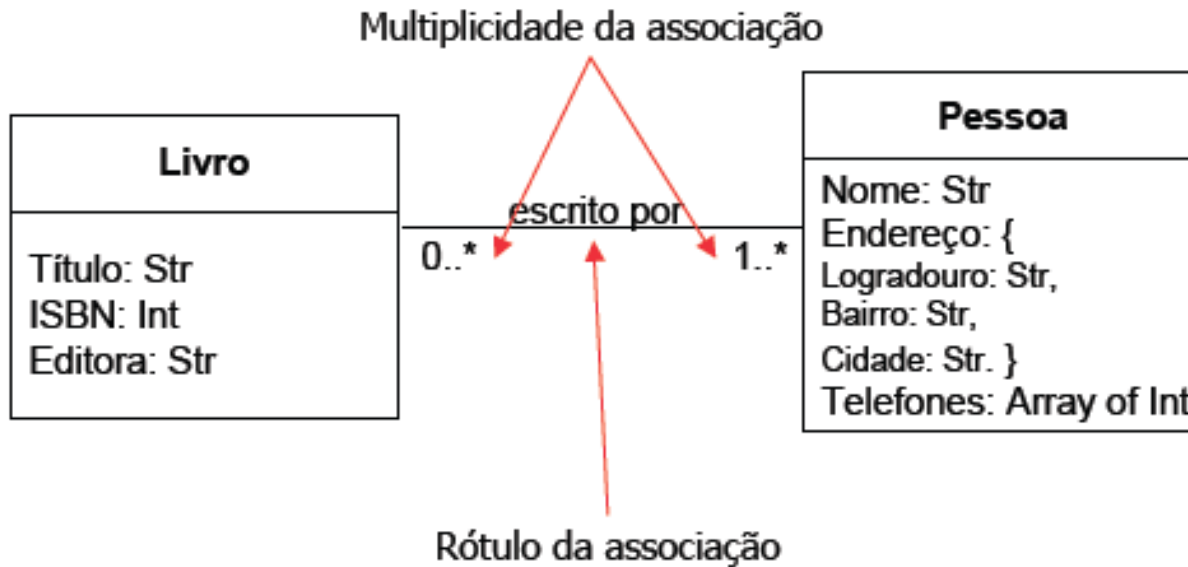 Multiplicidade da associação
Livro
Título: Str
ISBN: Int
Editora: Str
escrito por
0..*
1..*
Pessoa
Nome: Str
Endereço: {
Logradouro: Str,
Bairro: Str,
Cidade: Str. }
Telefones: Array of Int
Rótulo da associação